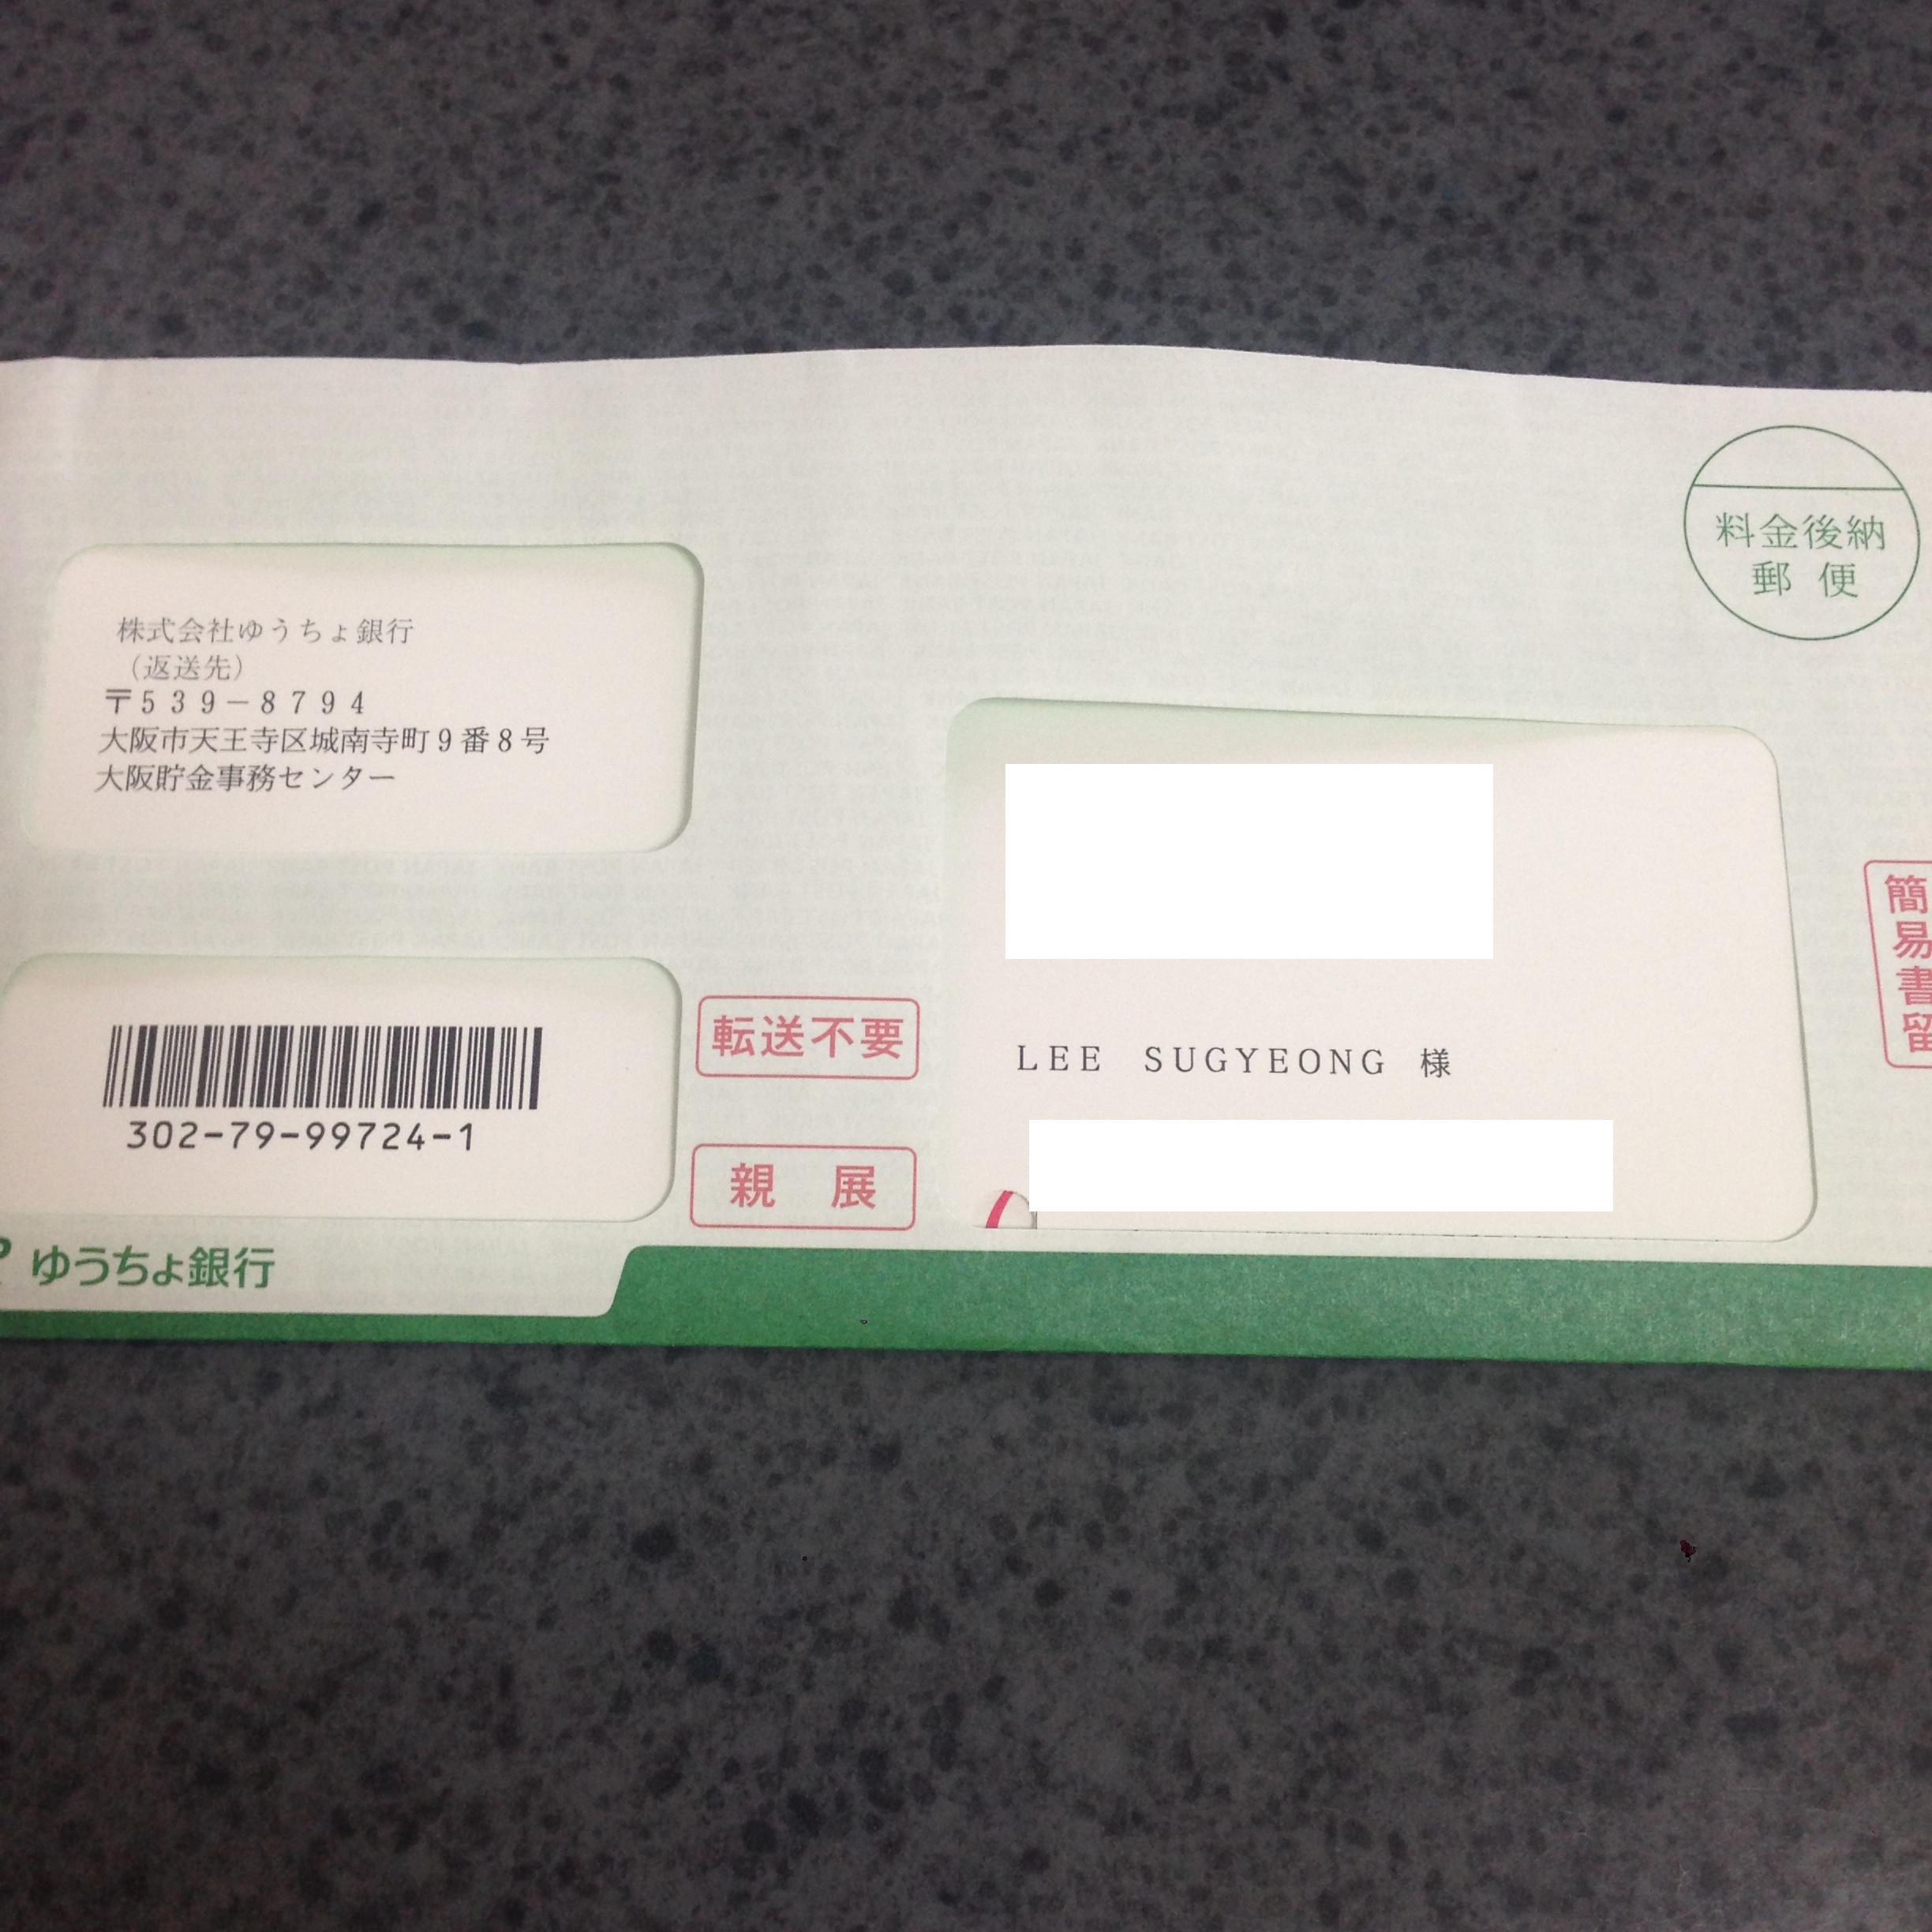 料金後納
郵 便
株式会社ゆうちょ銀行
（返送先）
〒539－8794
大阪市天王寺区城南寺町9番8号
大阪貯金事務センター
簡易書留
LEE SUGYEONG 様
302-79-99724-1
転送不要
親 展
ゆうちょ銀行